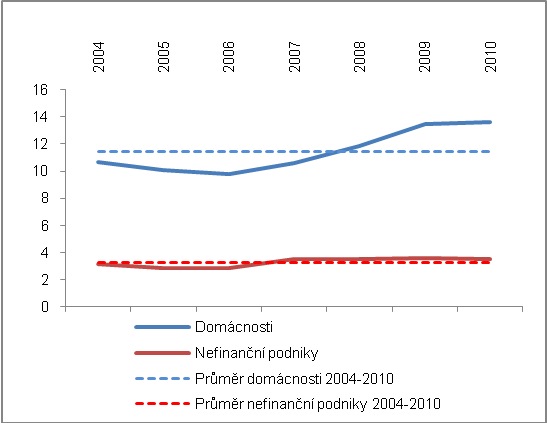 2004 2005 2006 2007 2008 2009 2010
16
14
12
10
8
6
4
2
0
Domácnosti
Nefinanční podniky
Průměr domácnosti 2004-2010
Průměr nefinanční podniky 2004-2010